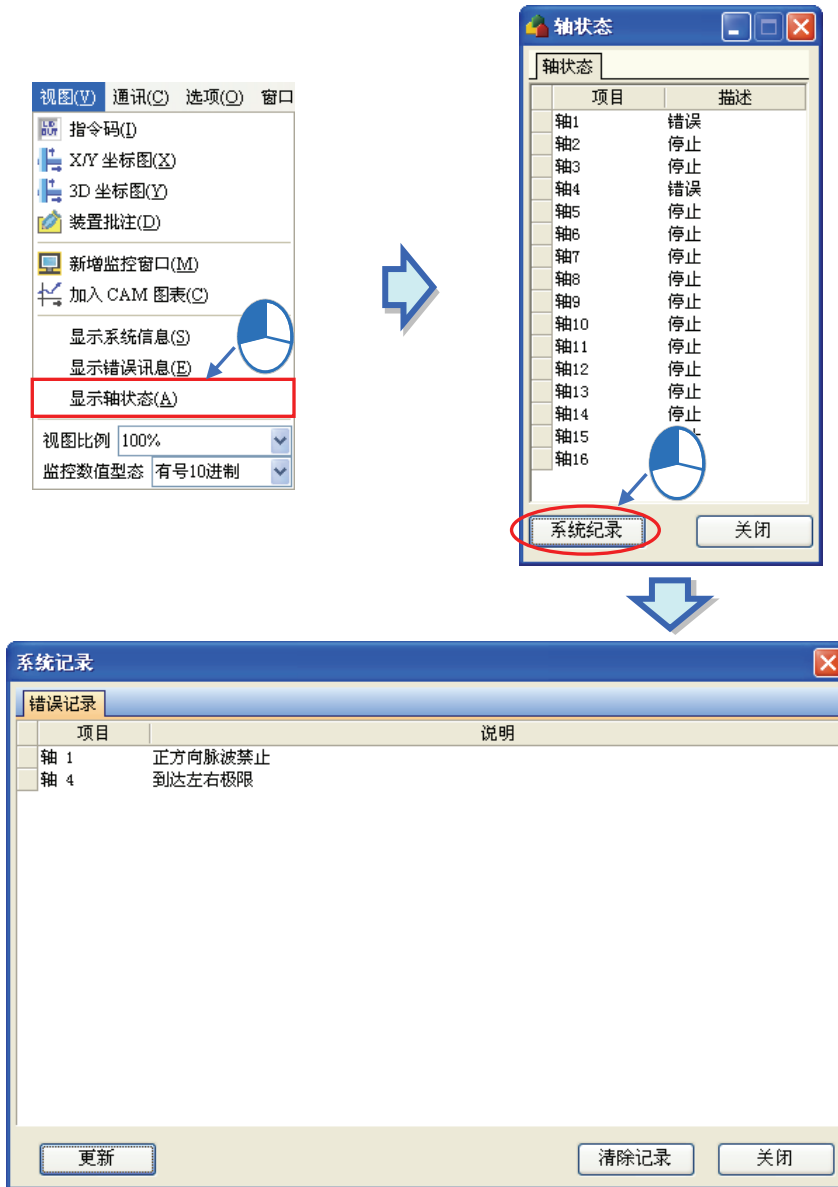 视图(V) 通讯(C) 选项(O) 窗口
指令码(I)
X/Y 坐标图(X)
3D 坐标图(Y)
装置批注(D)
新增监控窗口(M)
加入 CAM 图表(C)
显示系统信息(S)
显示错误讯息(E)
显示轴状态(A)
视图比例 100%
监控数值型态 有号10进制
轴状态
轴状态
项目 描述
轴1 错误
轴2 停止
轴3 停止
轴4 错误
轴5 停止
轴6 停止
轴7 停止
轴8 停止
轴9 停止
轴10 停止
轴11 停止
轴12 停止
轴13 停止
轴14 停止
轴15
轴16
系统纪录 关闭
系统记录
错误记录
项目 说明
轴 1 正方向脉波禁止
轴 4 到达左右极限
更新 清除记录 关闭